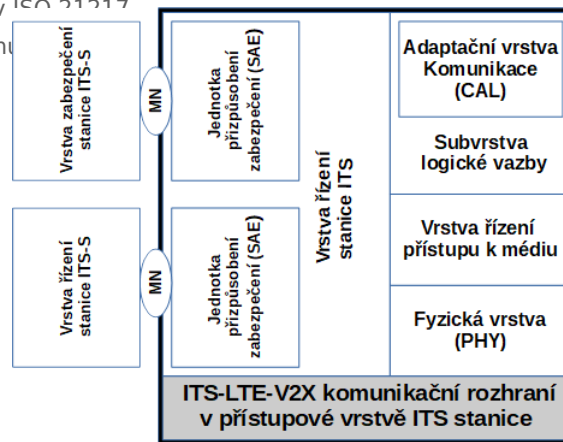 ISO 21217
Vrstva zabezpečení
stanice ITS-S
MN
Jednotka
přizpůsobení
zabezpečení (SAE)
Vrstva řízení
stanice ITS-S
MN
Jednotka
přizpůsobení
zabezpečení (SAE)
Vrstva řízení
stanice ITS
Adaptační vrstva
Komunikace
(CAL)
Subvrstva
logické vazby
Vrstva řízení
přístupu k médiu
Fyzická vrstva
(PHY)
ITS-LTE-V2X komunikační rozhraní
v přístupové vrstvě ITS stanice